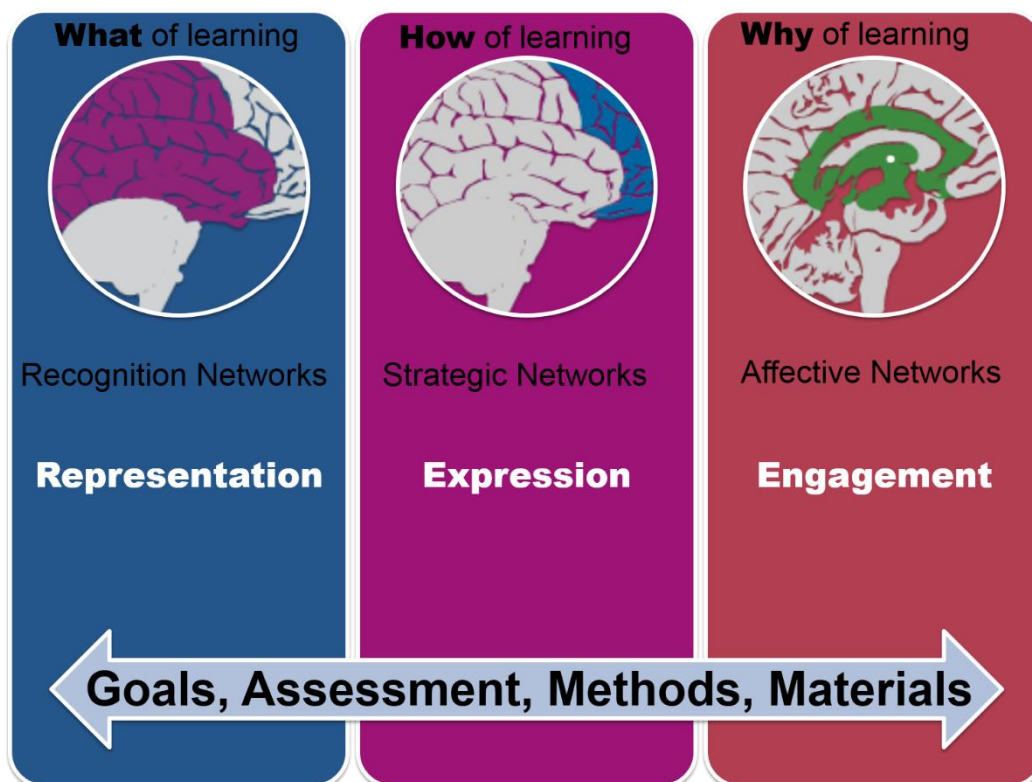 What of learning
Recognition Networks
Representation
How of learning
Strategic Networks
Expression
Why of learning
Affective Networks
Engagement
Goals, Assessment, Methods, Materials